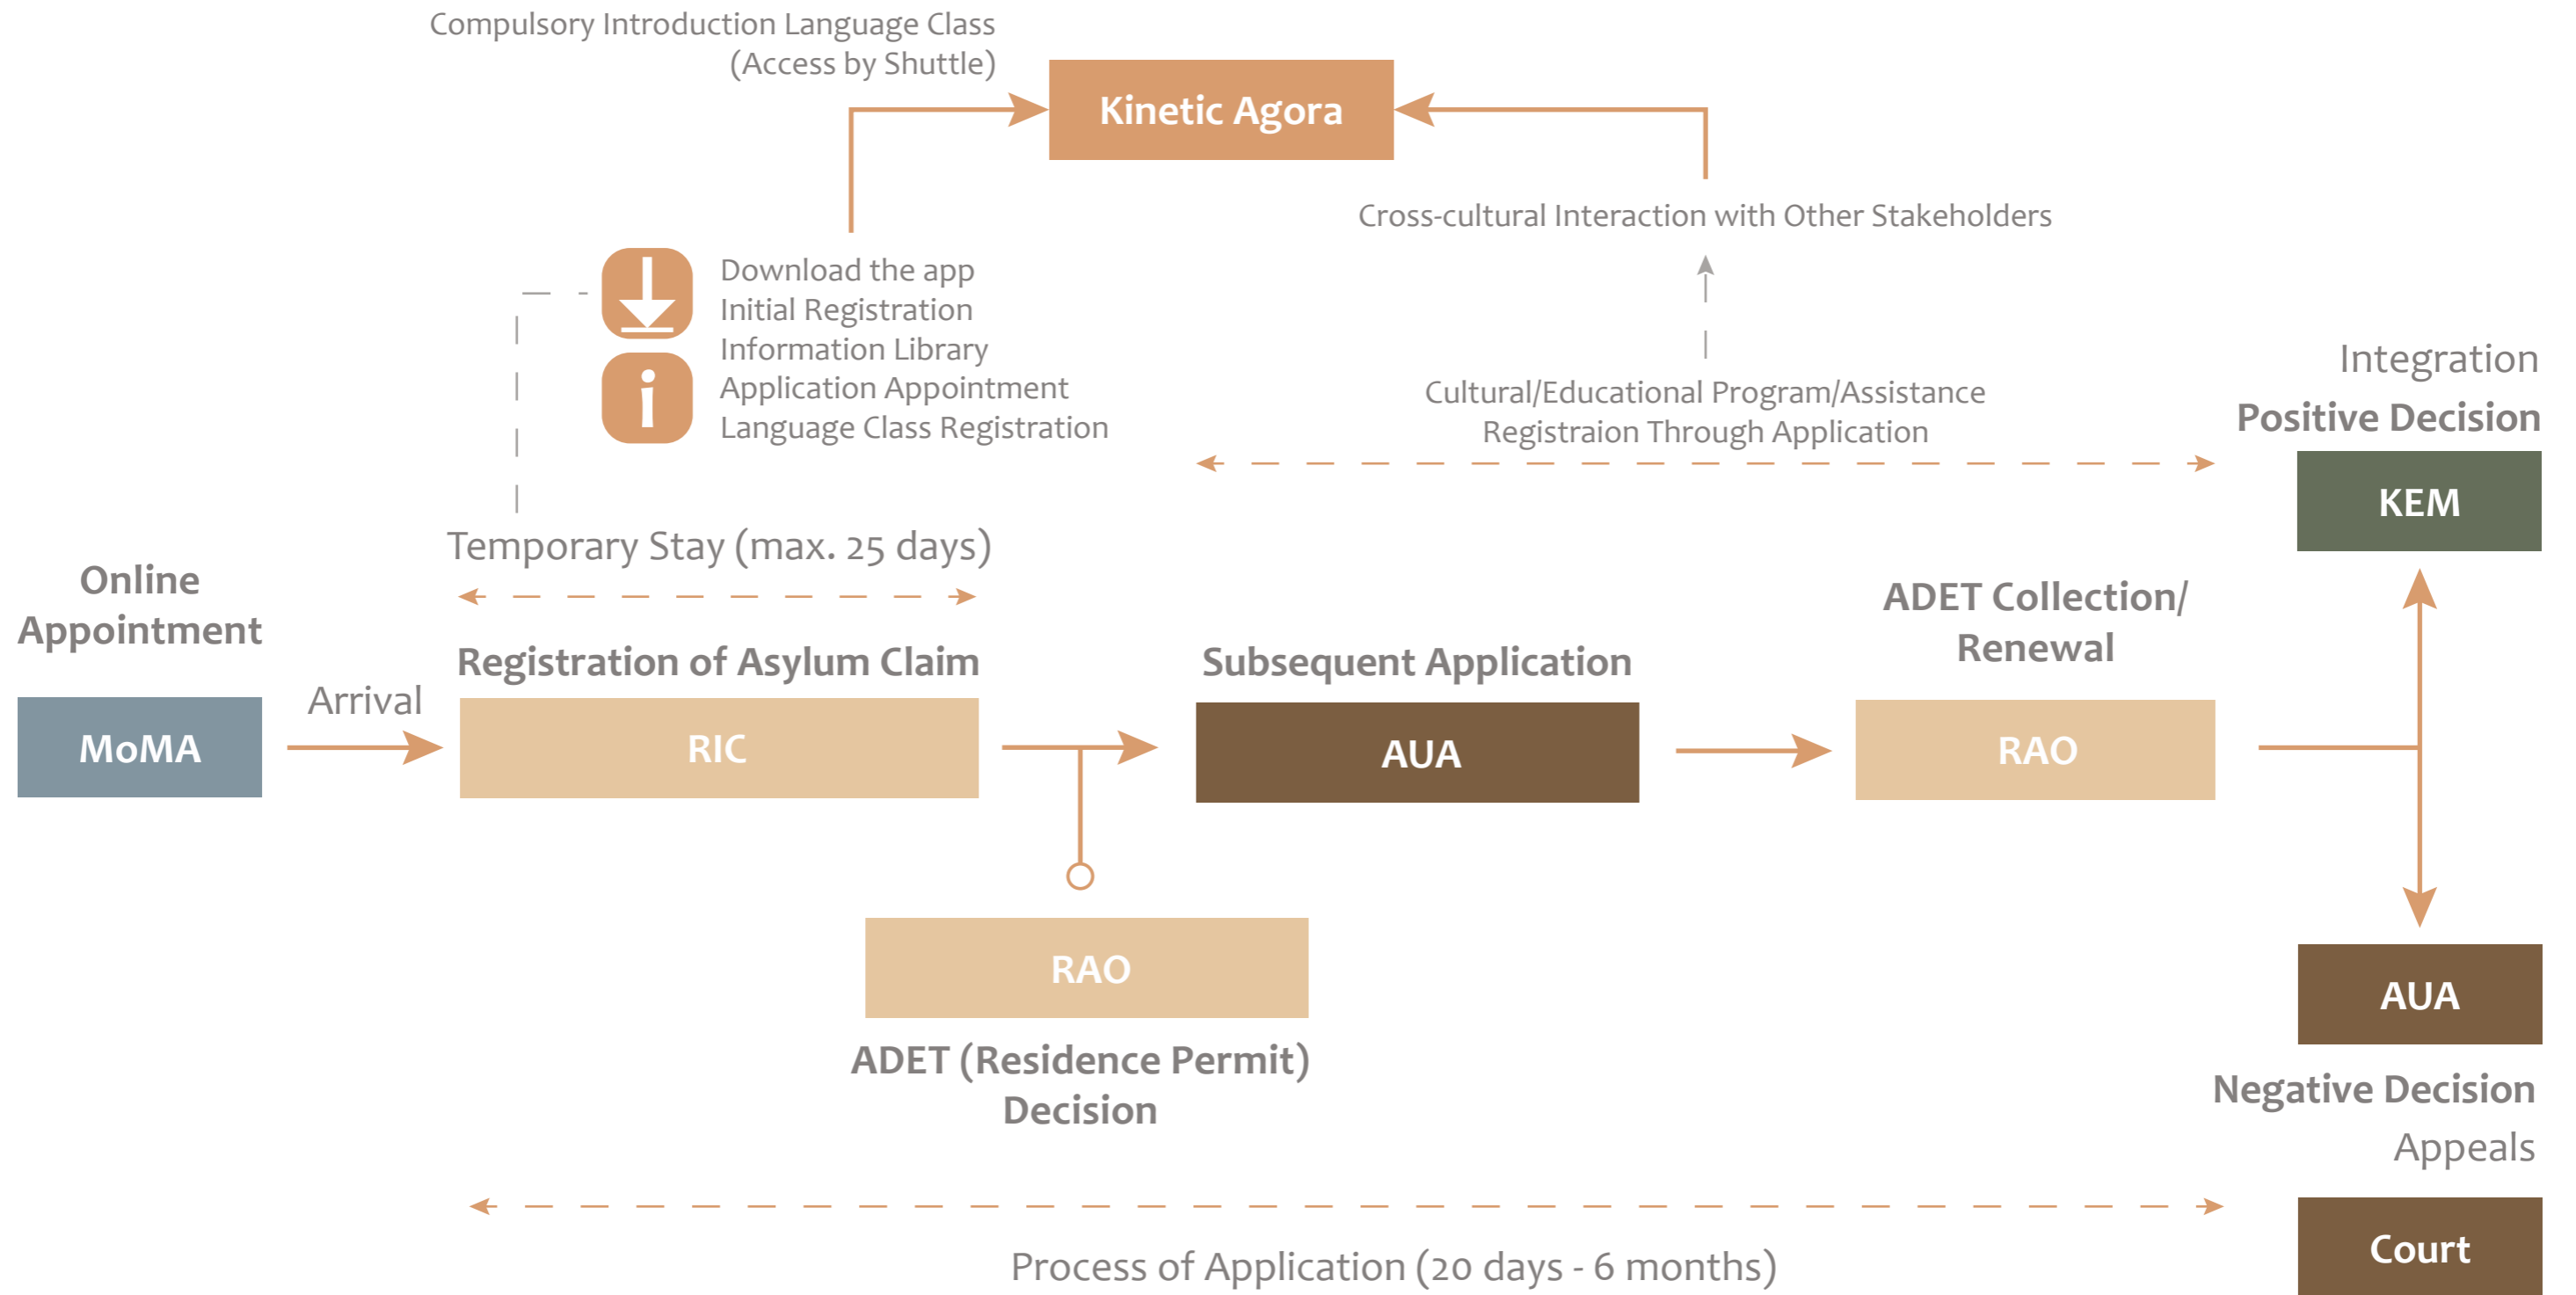 Compulsory Introduction Language Class
(Access by Shuttle)
Kinetic Agora
Cross-cultural Interaction with Other Stakeholders
Download the app
Initial Registration
Information Library
Application Appointment
Language Class Registration
i
Cultural/Educational Program/Assistance
Registraion Through Application
Integration
Positive Decision
KEM
Temporary Stay (max. 25 days)
Online
Appointment
MoMA
Arrival
Registration of Asylum Claim
RIC
Subsequent Application
AUA
ADET Collection/
Renewal
RAO
RAO
ADET (Residence Permit)
Decision
AUA
Negative Decision
Appeals
Court
Process of Application (20 days - 6 months)